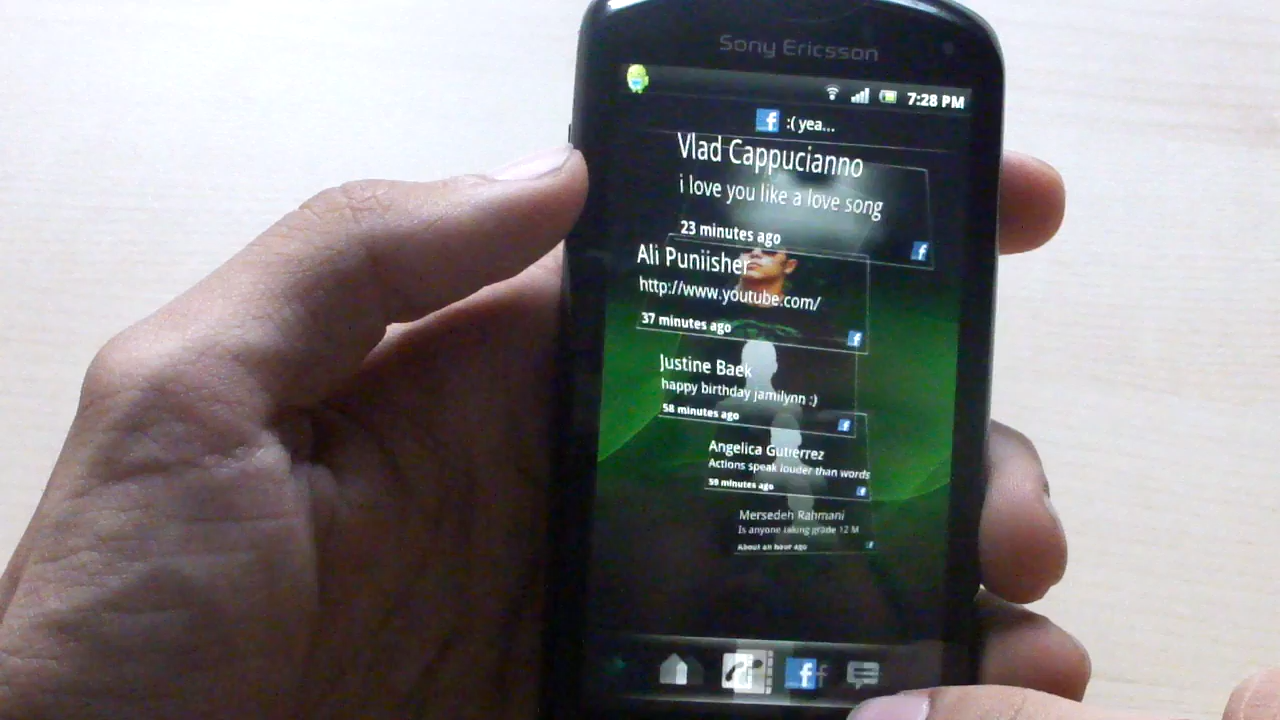 Sony Ericsson
7:28 PM
f :( yea...
Vlad Cappucianno
i love you like a love song
23 minutes ago
f
Ali Puniisher
http://www.youtube.com/
37 minutes ago
f
Justine Baek
happy birthday jamilynn :)
58 minutes ago
f
Angelica Gutierrez
Actions speak louder than words
59 minutes ago
f
Mersedeh Rahmani
Is anyone taking grade 12 M
About an hour ago
f
f